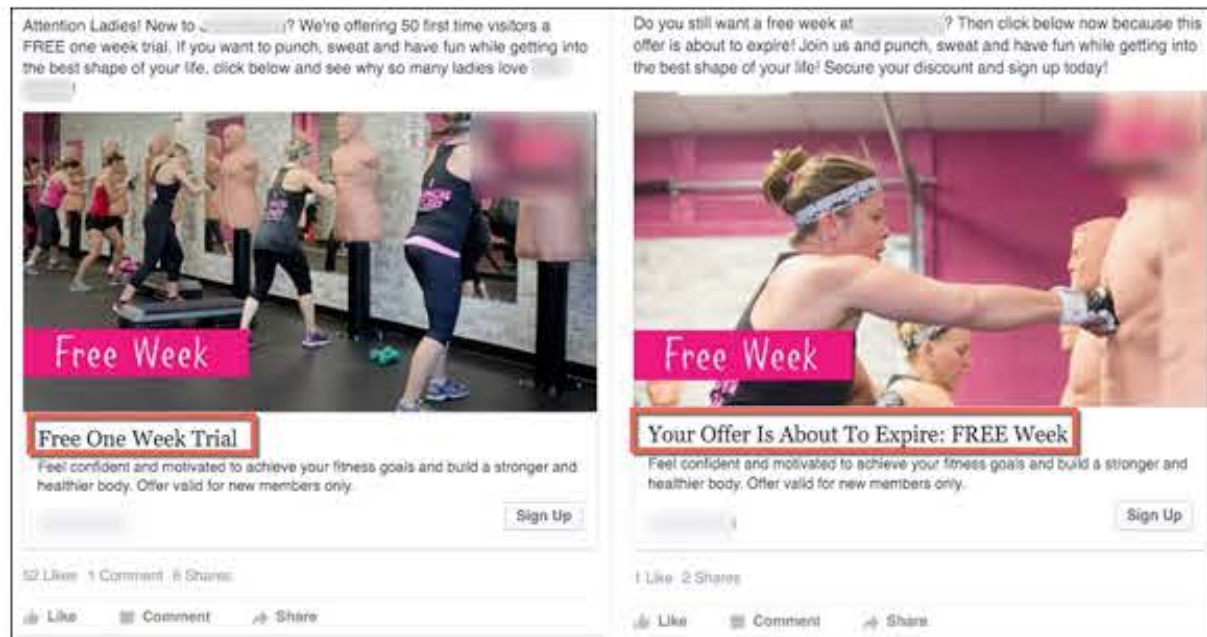 Attention Ladies! New to ? We're offering 50 first time visitors a
FREE one week trial. If you want to punch, sweat and have fun while getting into
the best shape of your life, click below and see why so many ladies love
!
Free Week
Free One Week Trial
Feel confident and motivated to achieve your fitness goals and build a stronger and
healthier body. Offer valid for new members only.
Sign Up
52 Likes 1 Comment 6 Shares
Like Comment Share
Do you still want a free week at ? Then click below now because this
offer is about to expire! Join us and punch, sweat and have fun while getting into
the best shape of your life! Secure your discount and sign up today!
Free Week
Your Offer Is About To Expire: FREE Week
Feel confident and motivated to achieve your fitness goals and build a stronger and
healthier body. Offer valid for new members only.
Sign Up
1 Like 2 Shares
Like Comment Share